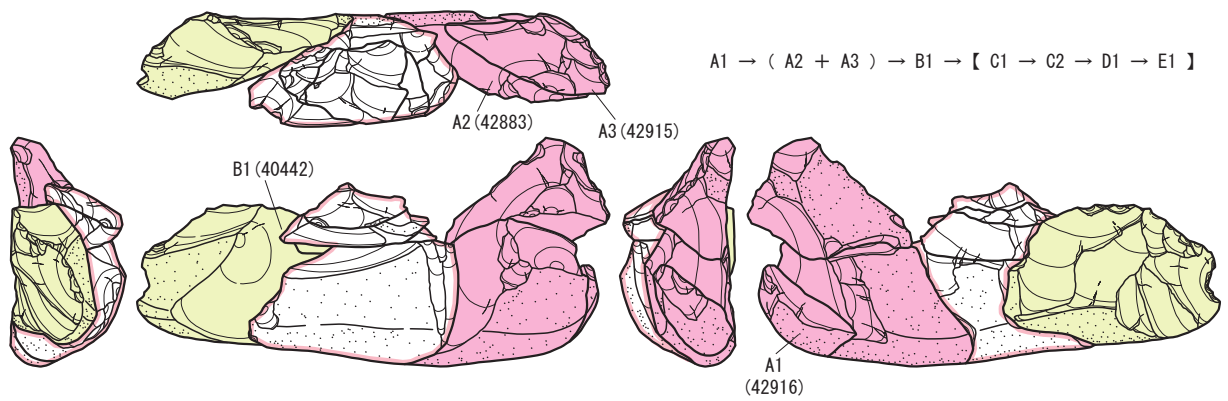 A1 → ( A2 + A3 ) → B1 →【 C1 → C2 → D1 → E1 】
A2(42883)
A3(42915)
B1(40442)
A1
(42916)